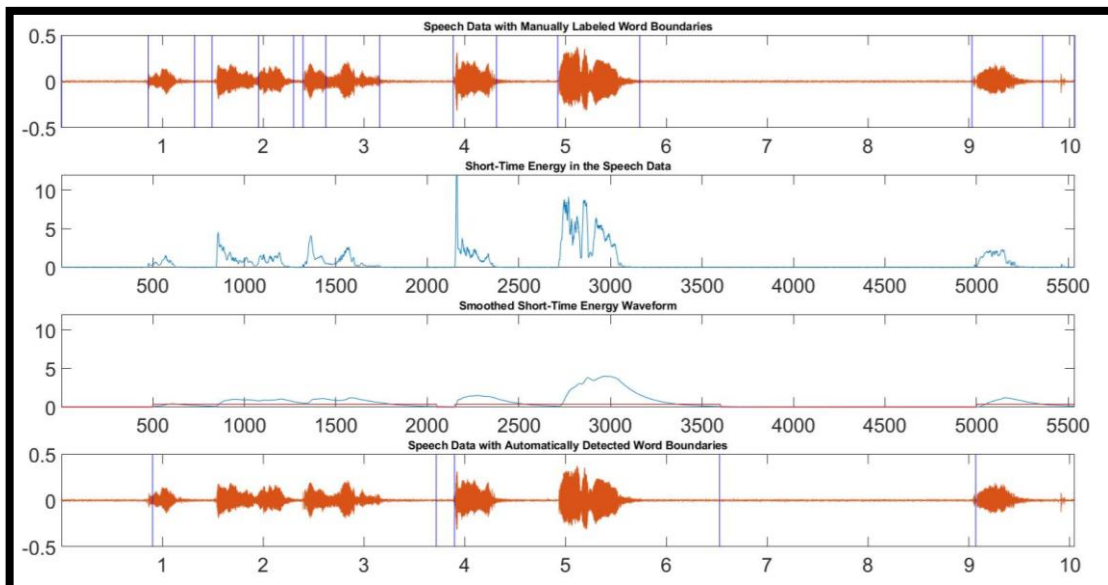 Speech Data with Manually Labeled Word Boundaries
0.5
0
-0.5
1 2 3 4 5 6 7 8 9 10
Short-Time Energy in the Speech Data
10
5
0
500 1000 1500 2000 2500 3000 3500 4000 4500 5000 5500
Smoothed Short-Time Energy Waveform
10
5
0
500 1000 1500 2000 2500 3000 3500 4000 4500 5000 5500
Speech Data with Automatically Detected Word Boundaries
0.5
0
-0.5
1 2 3 4 5 6 7 8 9 10